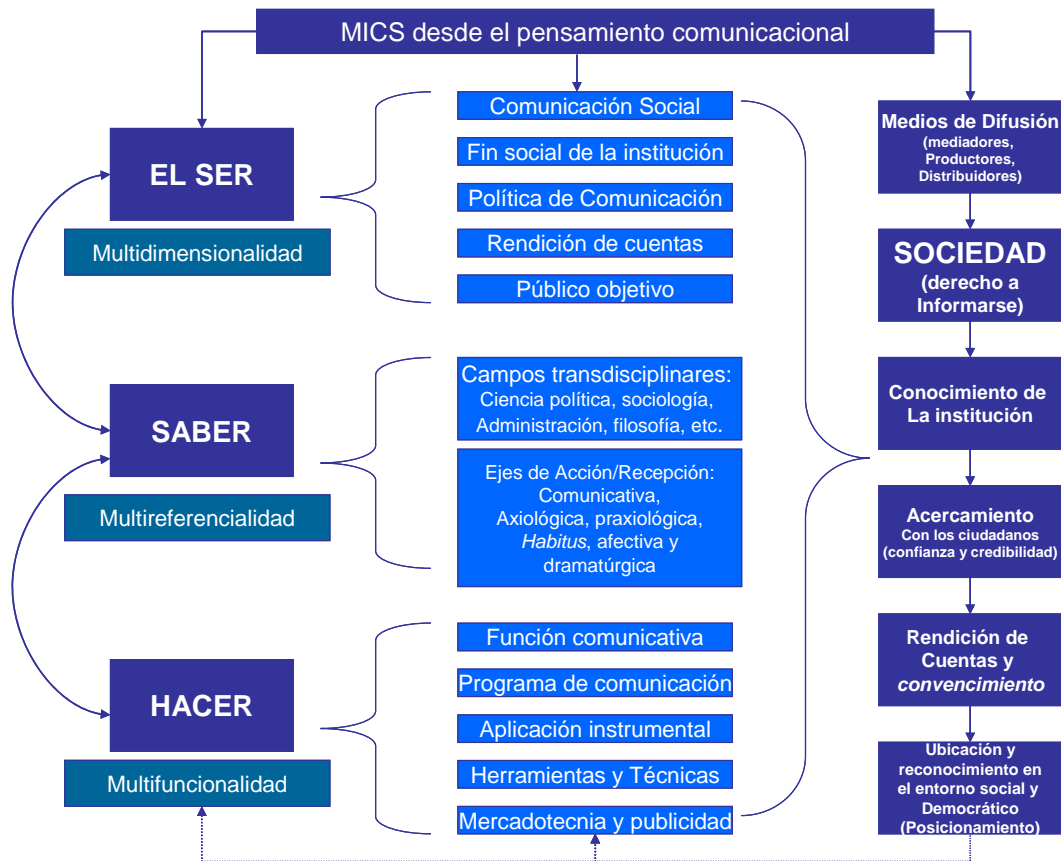 MICS desde el pensamiento comunicacional
EL SER
Multidimensionalidad
Comunicación Social
Fin social de la institución
Política de Comunicación
Rendición de cuentas
Público objetivo
SABER
Multireferencialidad
Campos transdisciplinares:
Ciencia política, sociología,
Administración, filosofía, etc.
Ejes de Acción/Recepción:
Comunicativa,
Axiológica, praxiológica,
Habitus, afectiva y
dramatúrgica
HACER
Multifuncionalidad
Función comunicativa
Programa de comunicación
Aplicación instrumental
Herramientas y Técnicas
Mercadotecnia y publicidad
Medios de Difusión
(mediadores,
Productores,
Distribuidores)
SOCIEDAD
(derecho a
Informarse)
Conocimiento de
La institución
Acercamiento
Con los ciudadanos
(confianza y credibilidad)
Rendición de
Cuentas y
convencimiento
Ubicación y
reconocimiento en
el entorno social y
Democrático
(Posicionamiento)